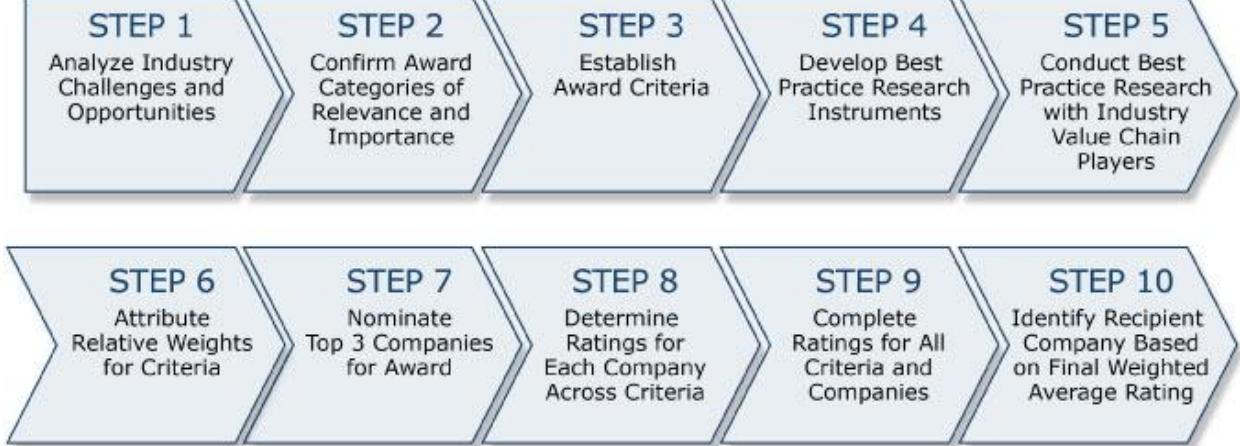 STEP 1
Analyze Industry
Challenges and
Opportunities
STEP 2
Confirm Award
Categories of
Relevance and
Importance
STEP 3
Establish
Award Criteria
STEP 4
Develop Best
Practice Research
Instruments
STEP 5
Conduct Best
Practice Research
with Industry
Value Chain
Players
STEP 6
Attribute
Relative Weights
for Criteria
STEP 7
Nominate
Top 3 Companies
for Award
STEP 8
Determine
Ratings for
Each Company
Across Criteria
STEP 9
Complete
Ratings for All
Criteria and
Companies
STEP 10
Identify Recipient
Company Based
on Final Weighted
Average Rating